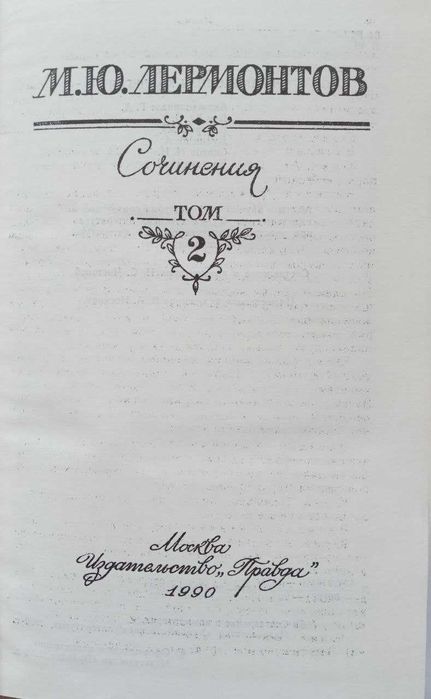 М.Ю. ЛЕРМОНТОВ
Сочинения
ТОМ
2
Москва
Издательство „Правда”
1990